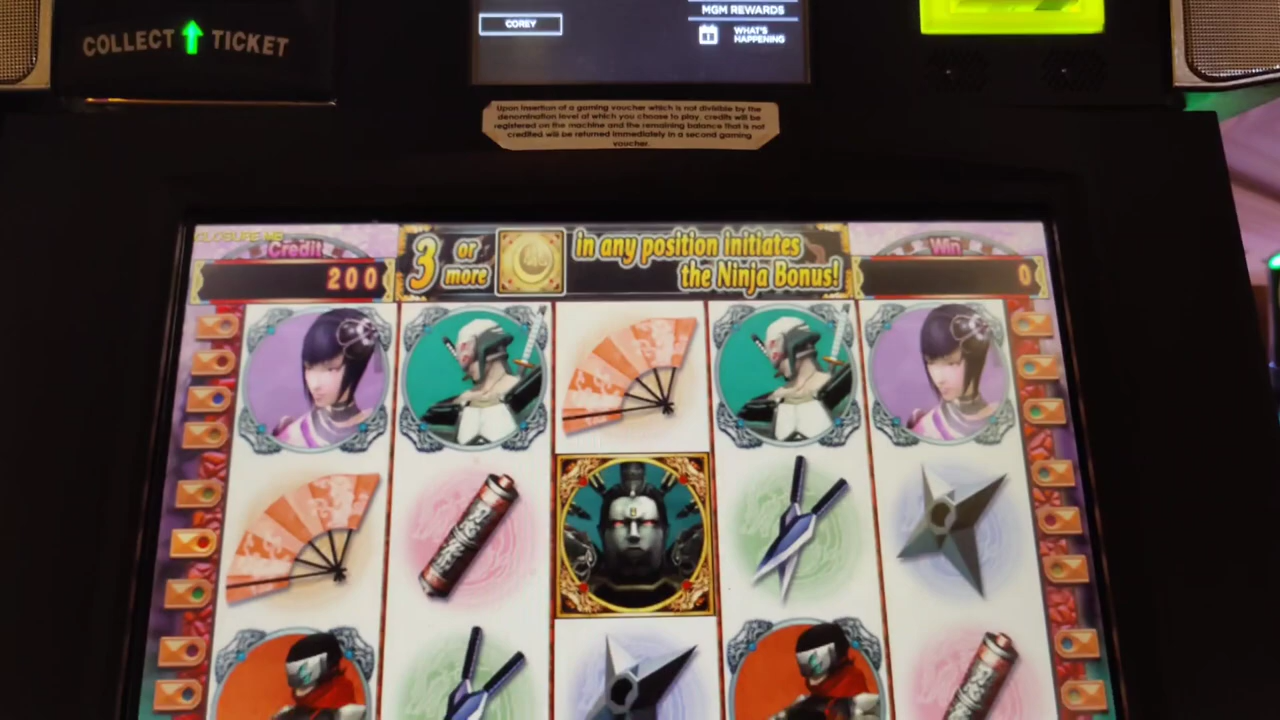 COLLECT TICKET
COREY
MGM REWARDS
WHAT'S
HAPPENING
Upon insertion of a gaming voucher which is not divisible by the
denomination level at which you choose to play, credits will be
registered on the machine and the remaining balance that is not
credited will be returned immediately in a second gaming
voucher.
Credit
200
3 or
more
in any position initiates
the Ninja Bonus!
Win
0